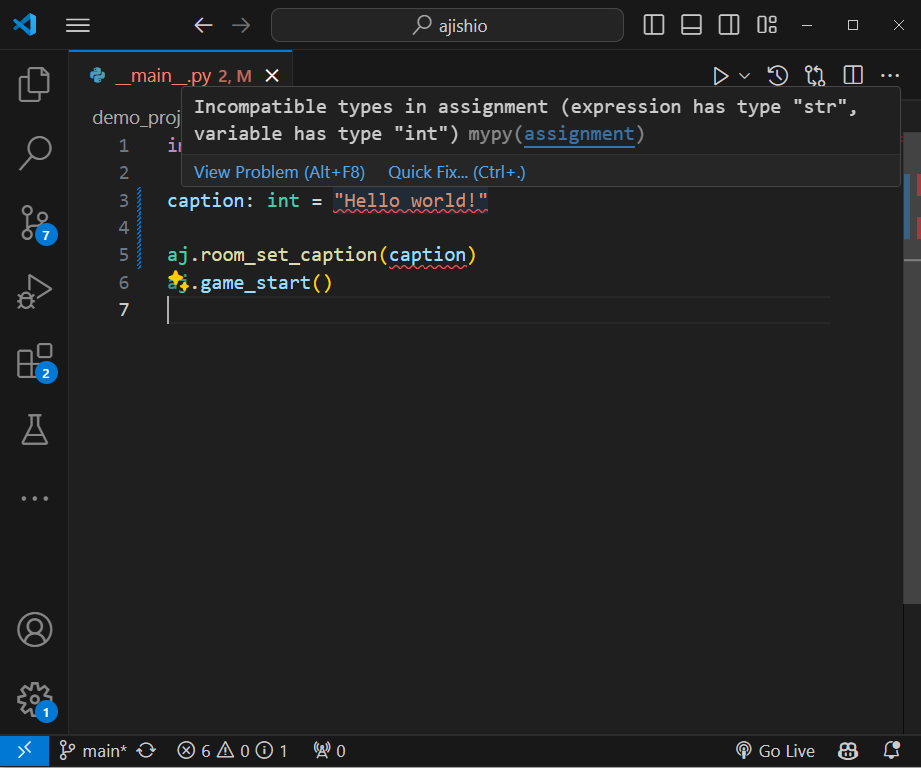 ajishio
__main__.py 2, M
demo_proj
Incompatible types in assignment (expression has type "str",
variable has type "int") mypy(assignment)
View Problem (Alt+F8) Quick Fix... (Ctrl+.)
1
2
3 caption: int = "Hello world!"
4
5 aj.room_set_caption(caption)
6 aj.game_start()
7
7
2
1
main* 6 0 1 0 Go Live